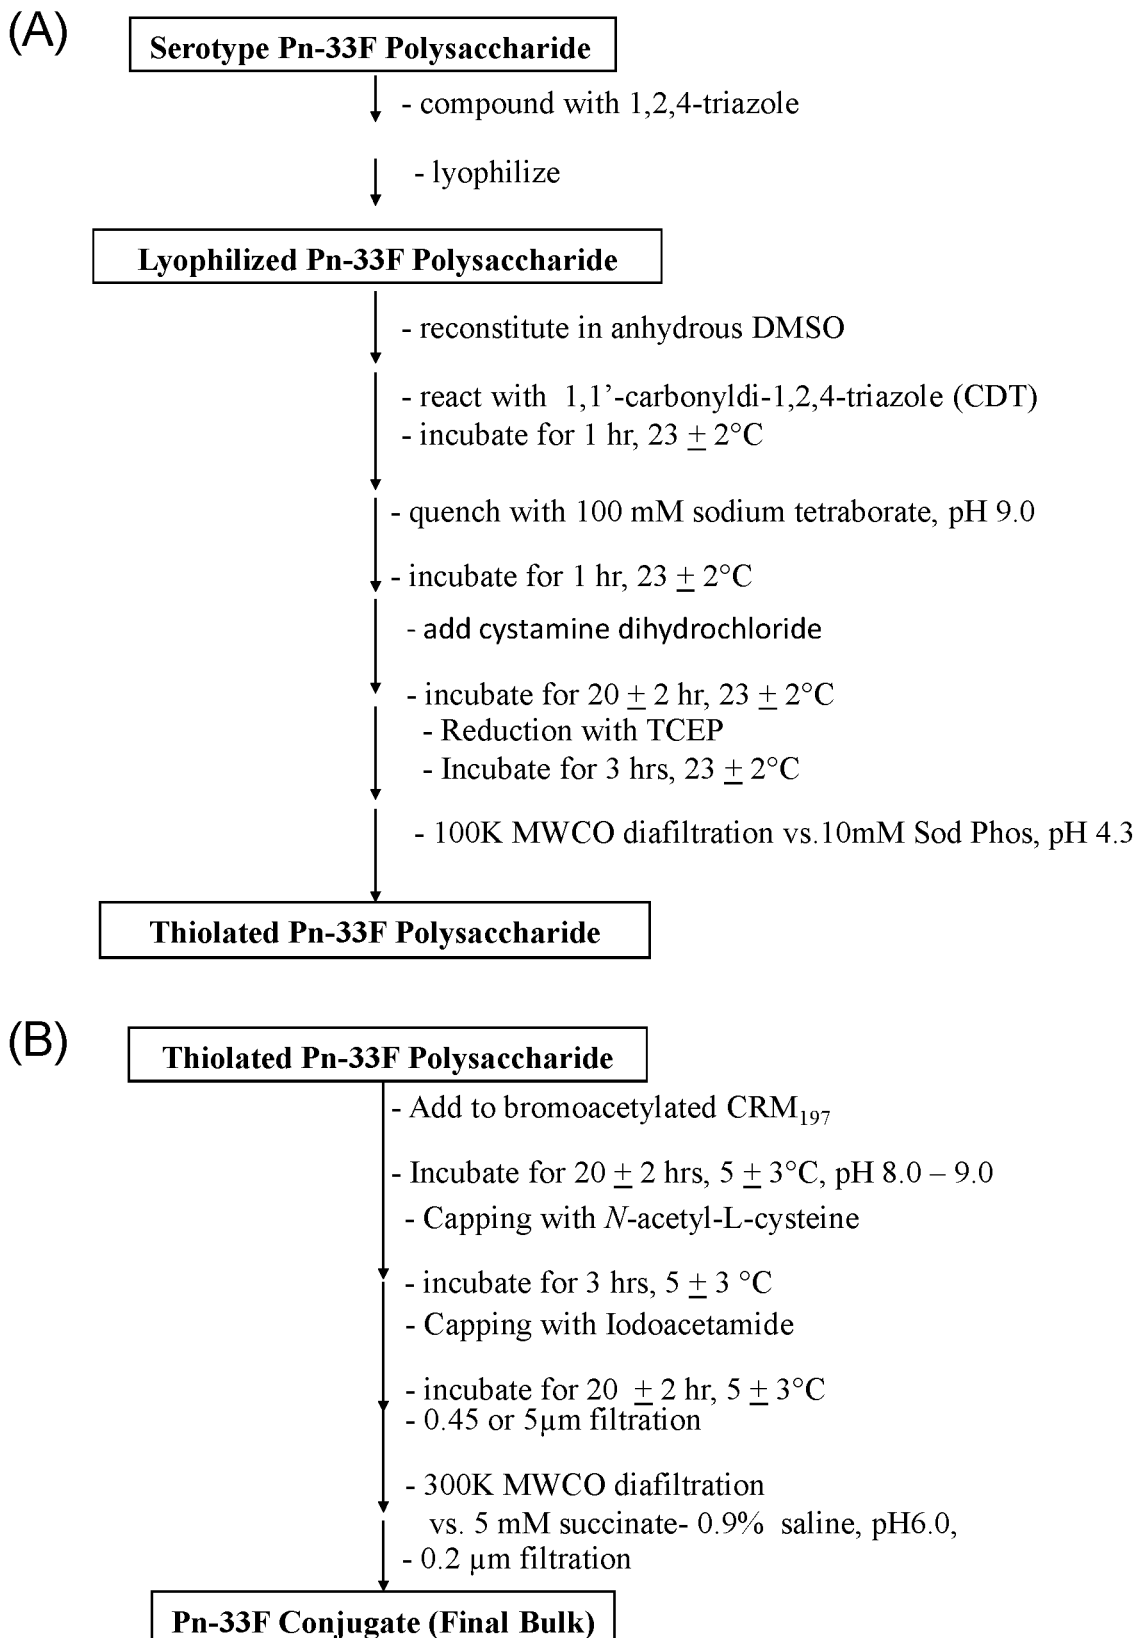 (A)
Serotype Pn-33F Polysaccharide
- compound with 1,2,4-triazole
- lyophilize
Lyophilized Pn-33F Polysaccharide
- reconstitute in anhydrous DMSO
- react with 1,1’-carbonyldi-1,2,4-triazole (CDT)
- incubate for 1 hr, 23 ± 2°C
- quench with 100 mM sodium tetraborate, pH 9.0
- incubate for 1 hr, 23 ± 2°C
- add cystamine dihydrochloride
- incubate for 20 ± 2 hr, 23 ± 2°C
- Reduction with TCEP
- Incubate for 3 hrs, 23 ± 2°C
- 100K MWCO diafiltration vs.10mM Sod Phos, pH 4.3
Thiolated Pn-33F Polysaccharide
(B)
Thiolated Pn-33F Polysaccharide
- Add to bromoacetylated CRM₁₉₇
- Incubate for 20 ± 2 hrs, 5 ± 3°C, pH 8.0 – 9.0
- Capping with N-acetyl-L-cysteine
- incubate for 3 hrs, 5 ± 3 °C
- Capping with Iodoacetamide
- incubate for 20 ± 2 hr, 5 ± 3°C
- 0.45 or 5µm filtration
- 300K MWCO diafiltration
vs. 5 mM succinate- 0.9% saline, pH6.0,
- 0.2 µm filtration
Pn-33F Conjugate (Final Bulk)